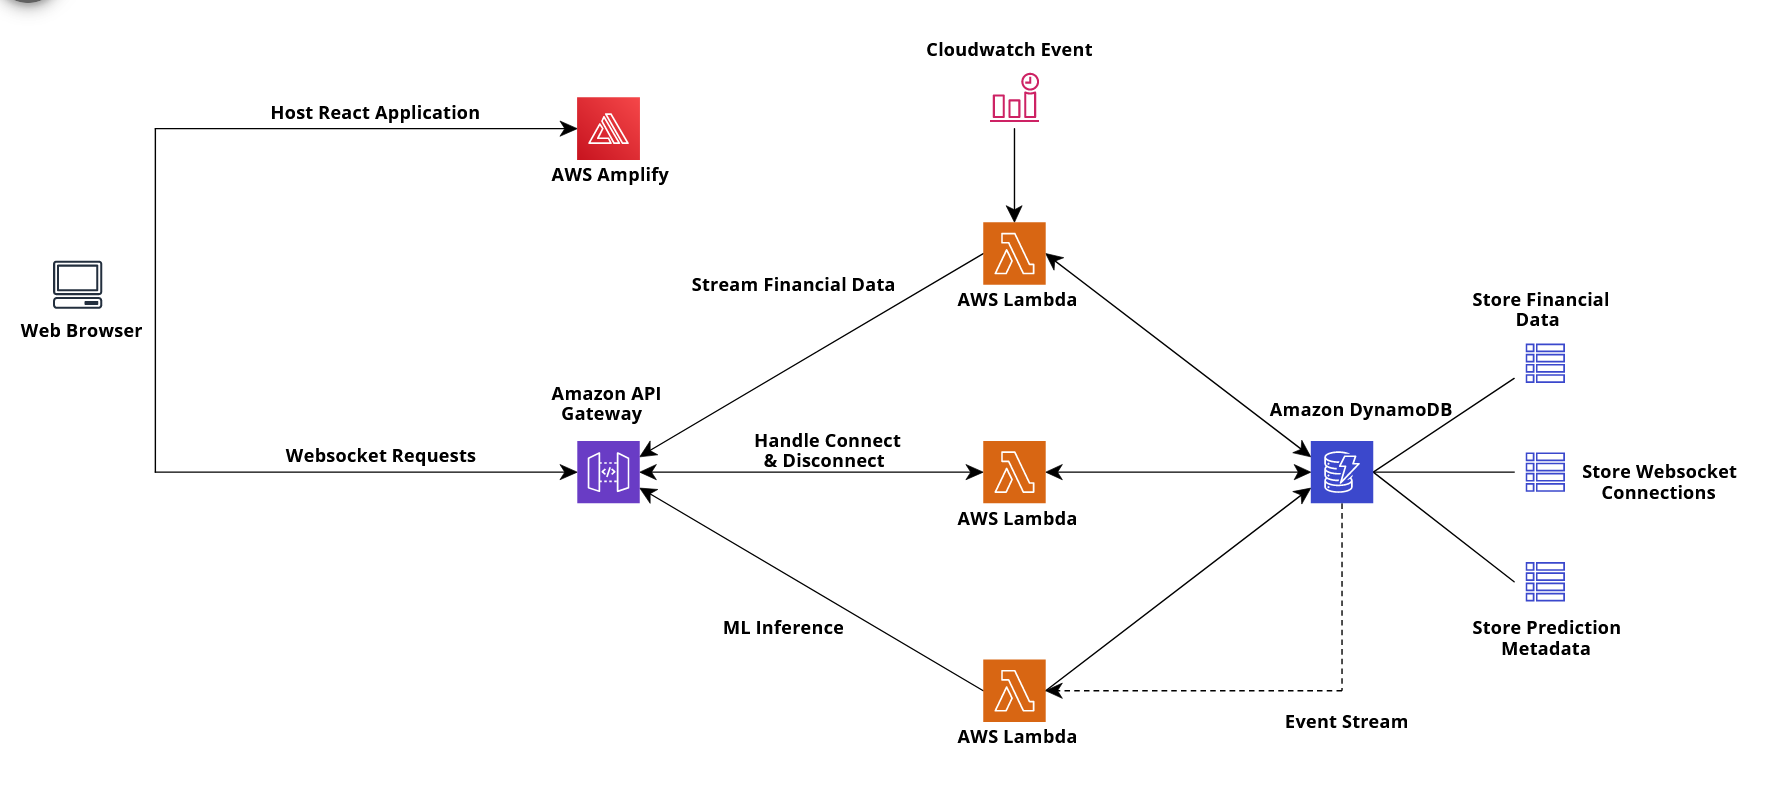 Cloudwatch Event
Host React Application
AWS Amplify
Stream Financial Data
AWS Lambda
Web Browser
Store Financial
Data
Amazon API
Gateway
Amazon DynamoDB
Websocket Requests
Handle Connect
& Disconnect
Store Websocket
Connections
AWS Lambda
ML Inference
Store Prediction
Metadata
Event Stream
AWS Lambda